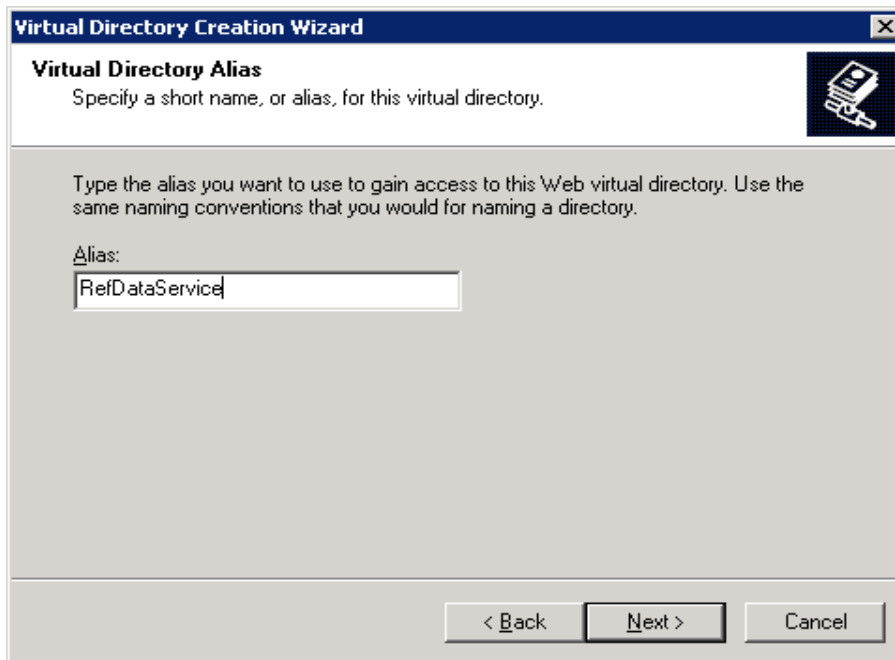 Virtual Directory Creation Wizard
Virtual Directory Alias
Specify a short name, or alias, for this virtual directory.
Type the alias you want to use to gain access to this Web virtual directory. Use the
same naming conventions that you would for naming a directory.
Alias:
RefDataService
< Back Next > Cancel